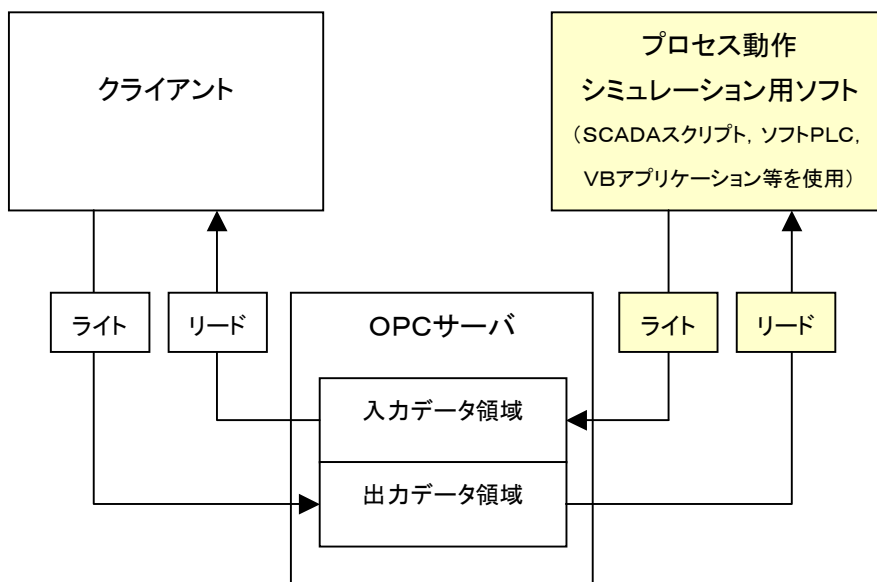 クライアント
プロセス動作
シミュレーション用ソフト
（SCADAスクリプト，ソフトPLC，
VBアプリケーション等を使用）
ライト
リード
OPCサーバ
ライト
リード
入力データ領域
出力データ領域